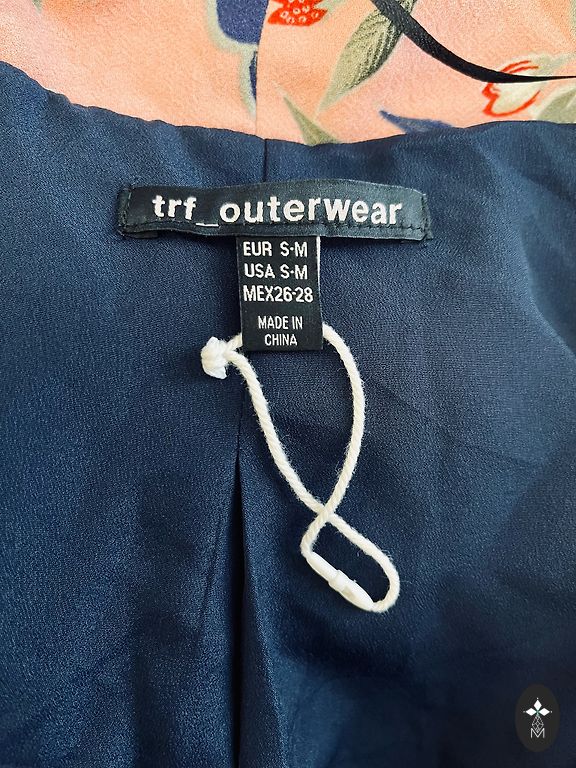 trf_outerwear
EUR S-M
USA S-M
MEX26-28
MADE IN
CHINA
M